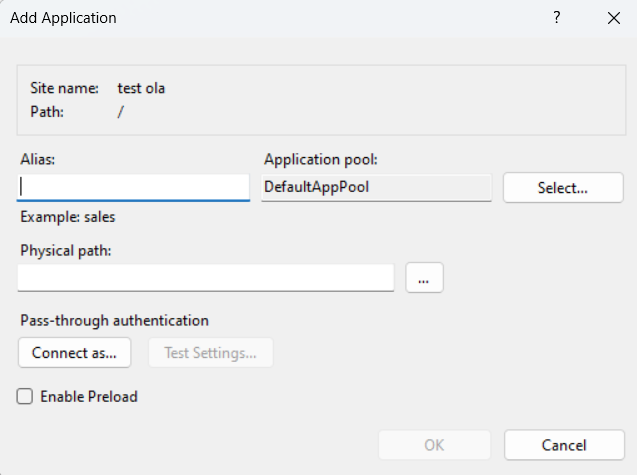 Add Application
?
Site name: test ola
Path: /
Alias:
Application pool:
DefaultAppPool
Select...
Example: sales
Physical path:
...
Pass-through authentication
Connect as...
Test Settings...
Enable Preload
OK
Cancel